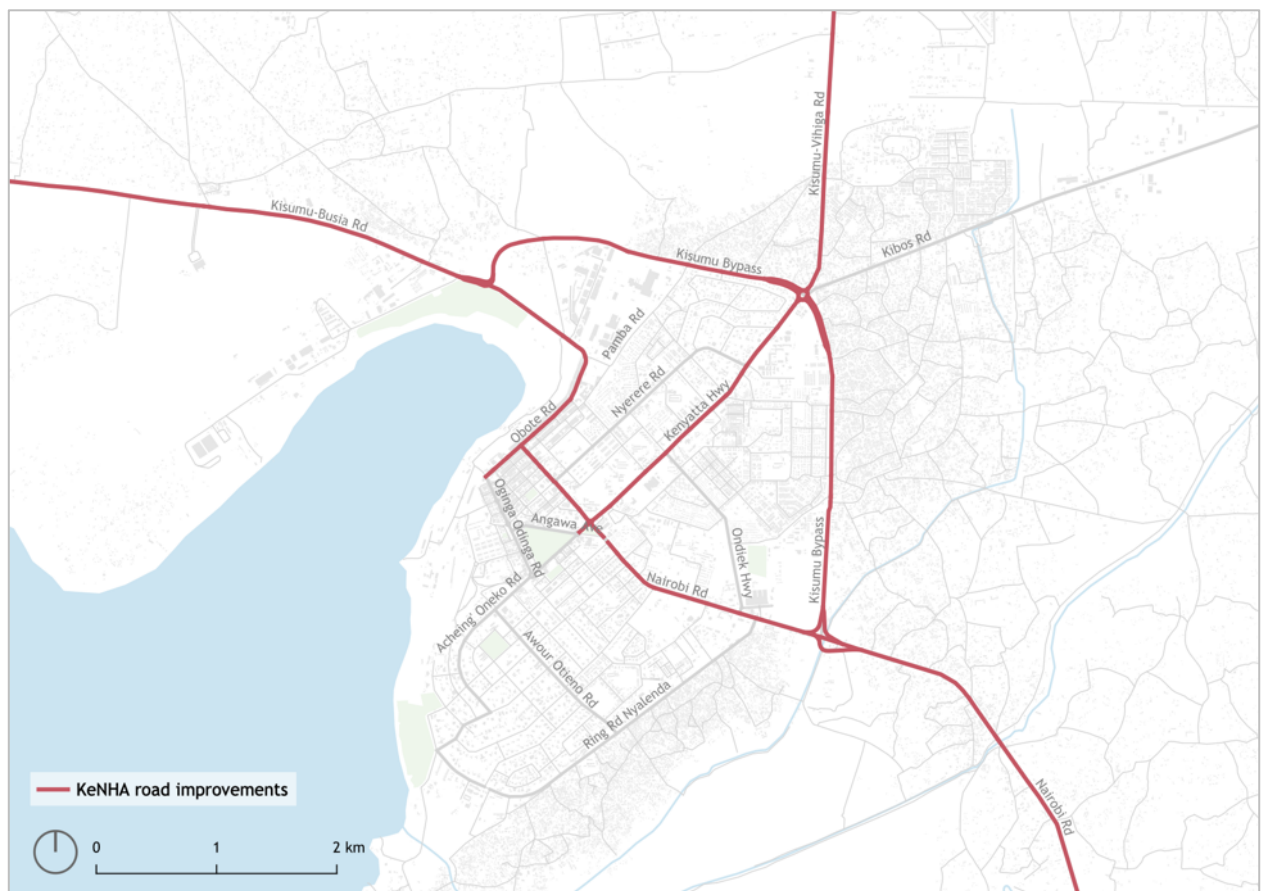 Kisumu-Vihiga Rd
Kisumu-Busia Rd
Kibos Rd
Kisumu Bypass
Pamba Rd
Nyerere Rd
Kenyatta Hwy
Obote Rd
Oginga Odinga Rd
Angawa
Ondiek Hwy
Kisumu Bypass
Nairobi Rd
Acheing' Oneko Rd
Awour Otieno Rd
Ring Rd Nyalenda
Nairobi Rd
KeNHA road improvements
0 1 2 km